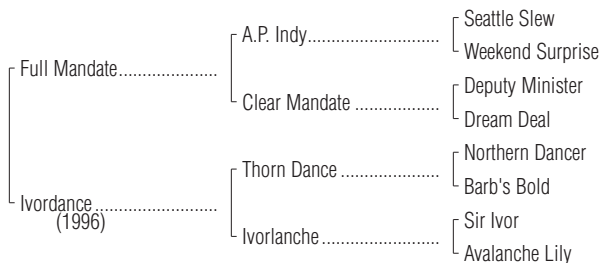 Seattle Slew
A.P. Indy
Weekend Surprise
Full Mandate
Deputy Minister
Clear Mandate
Dream Deal
Northern Dancer
Thorn Dance
Barb's Bold
Ivordance
(1996)
Sir Ivor
Ivorlanche
Avalanche Lily